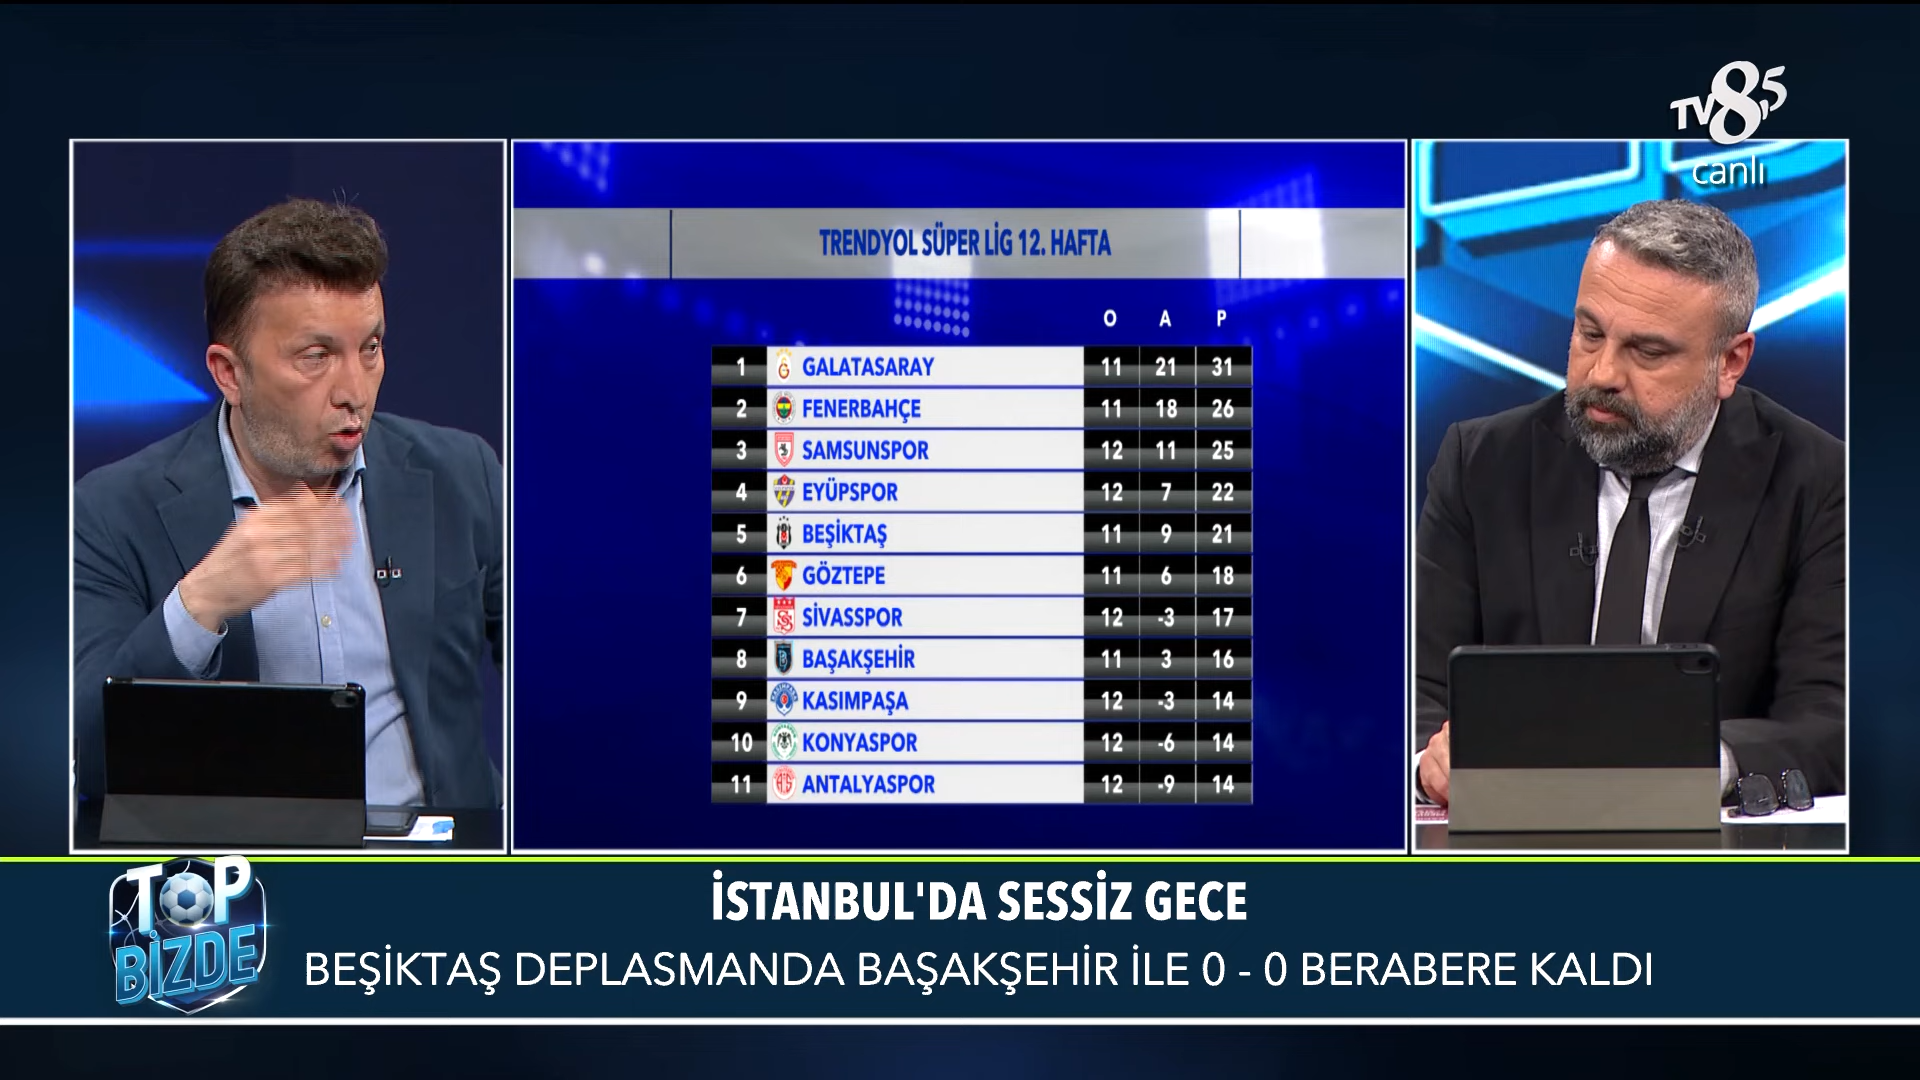 TV8,5
canlı
TRENDYOL SÜPER LİG 12. HAFTA
O A P
1 GALATASARAY 11 21 31
2 FENERBAHÇE 11 18 26
3 SAMSUNSPOR 12 11 25
4 EYÜPSPOR 12 7 22
5 BEŞİKTAŞ 11 9 21
6 GÖZTEPE 11 6 18
7 SİVASSPOR 12 -3 17
8 BAŞAKŞEHİR 11 3 16
9 KASIMPAŞA 12 -3 14
10 KONYASPOR 12 -6 14
11 ANTALYASPOR 12 -9 14
TOP
BİZDE
İSTANBUL'DA SESSİZ GECE
BEŞİKTAŞ DEPLASMANDA BAŞAKŞEHİR İLE 0 - 0 BERABERE KALDI